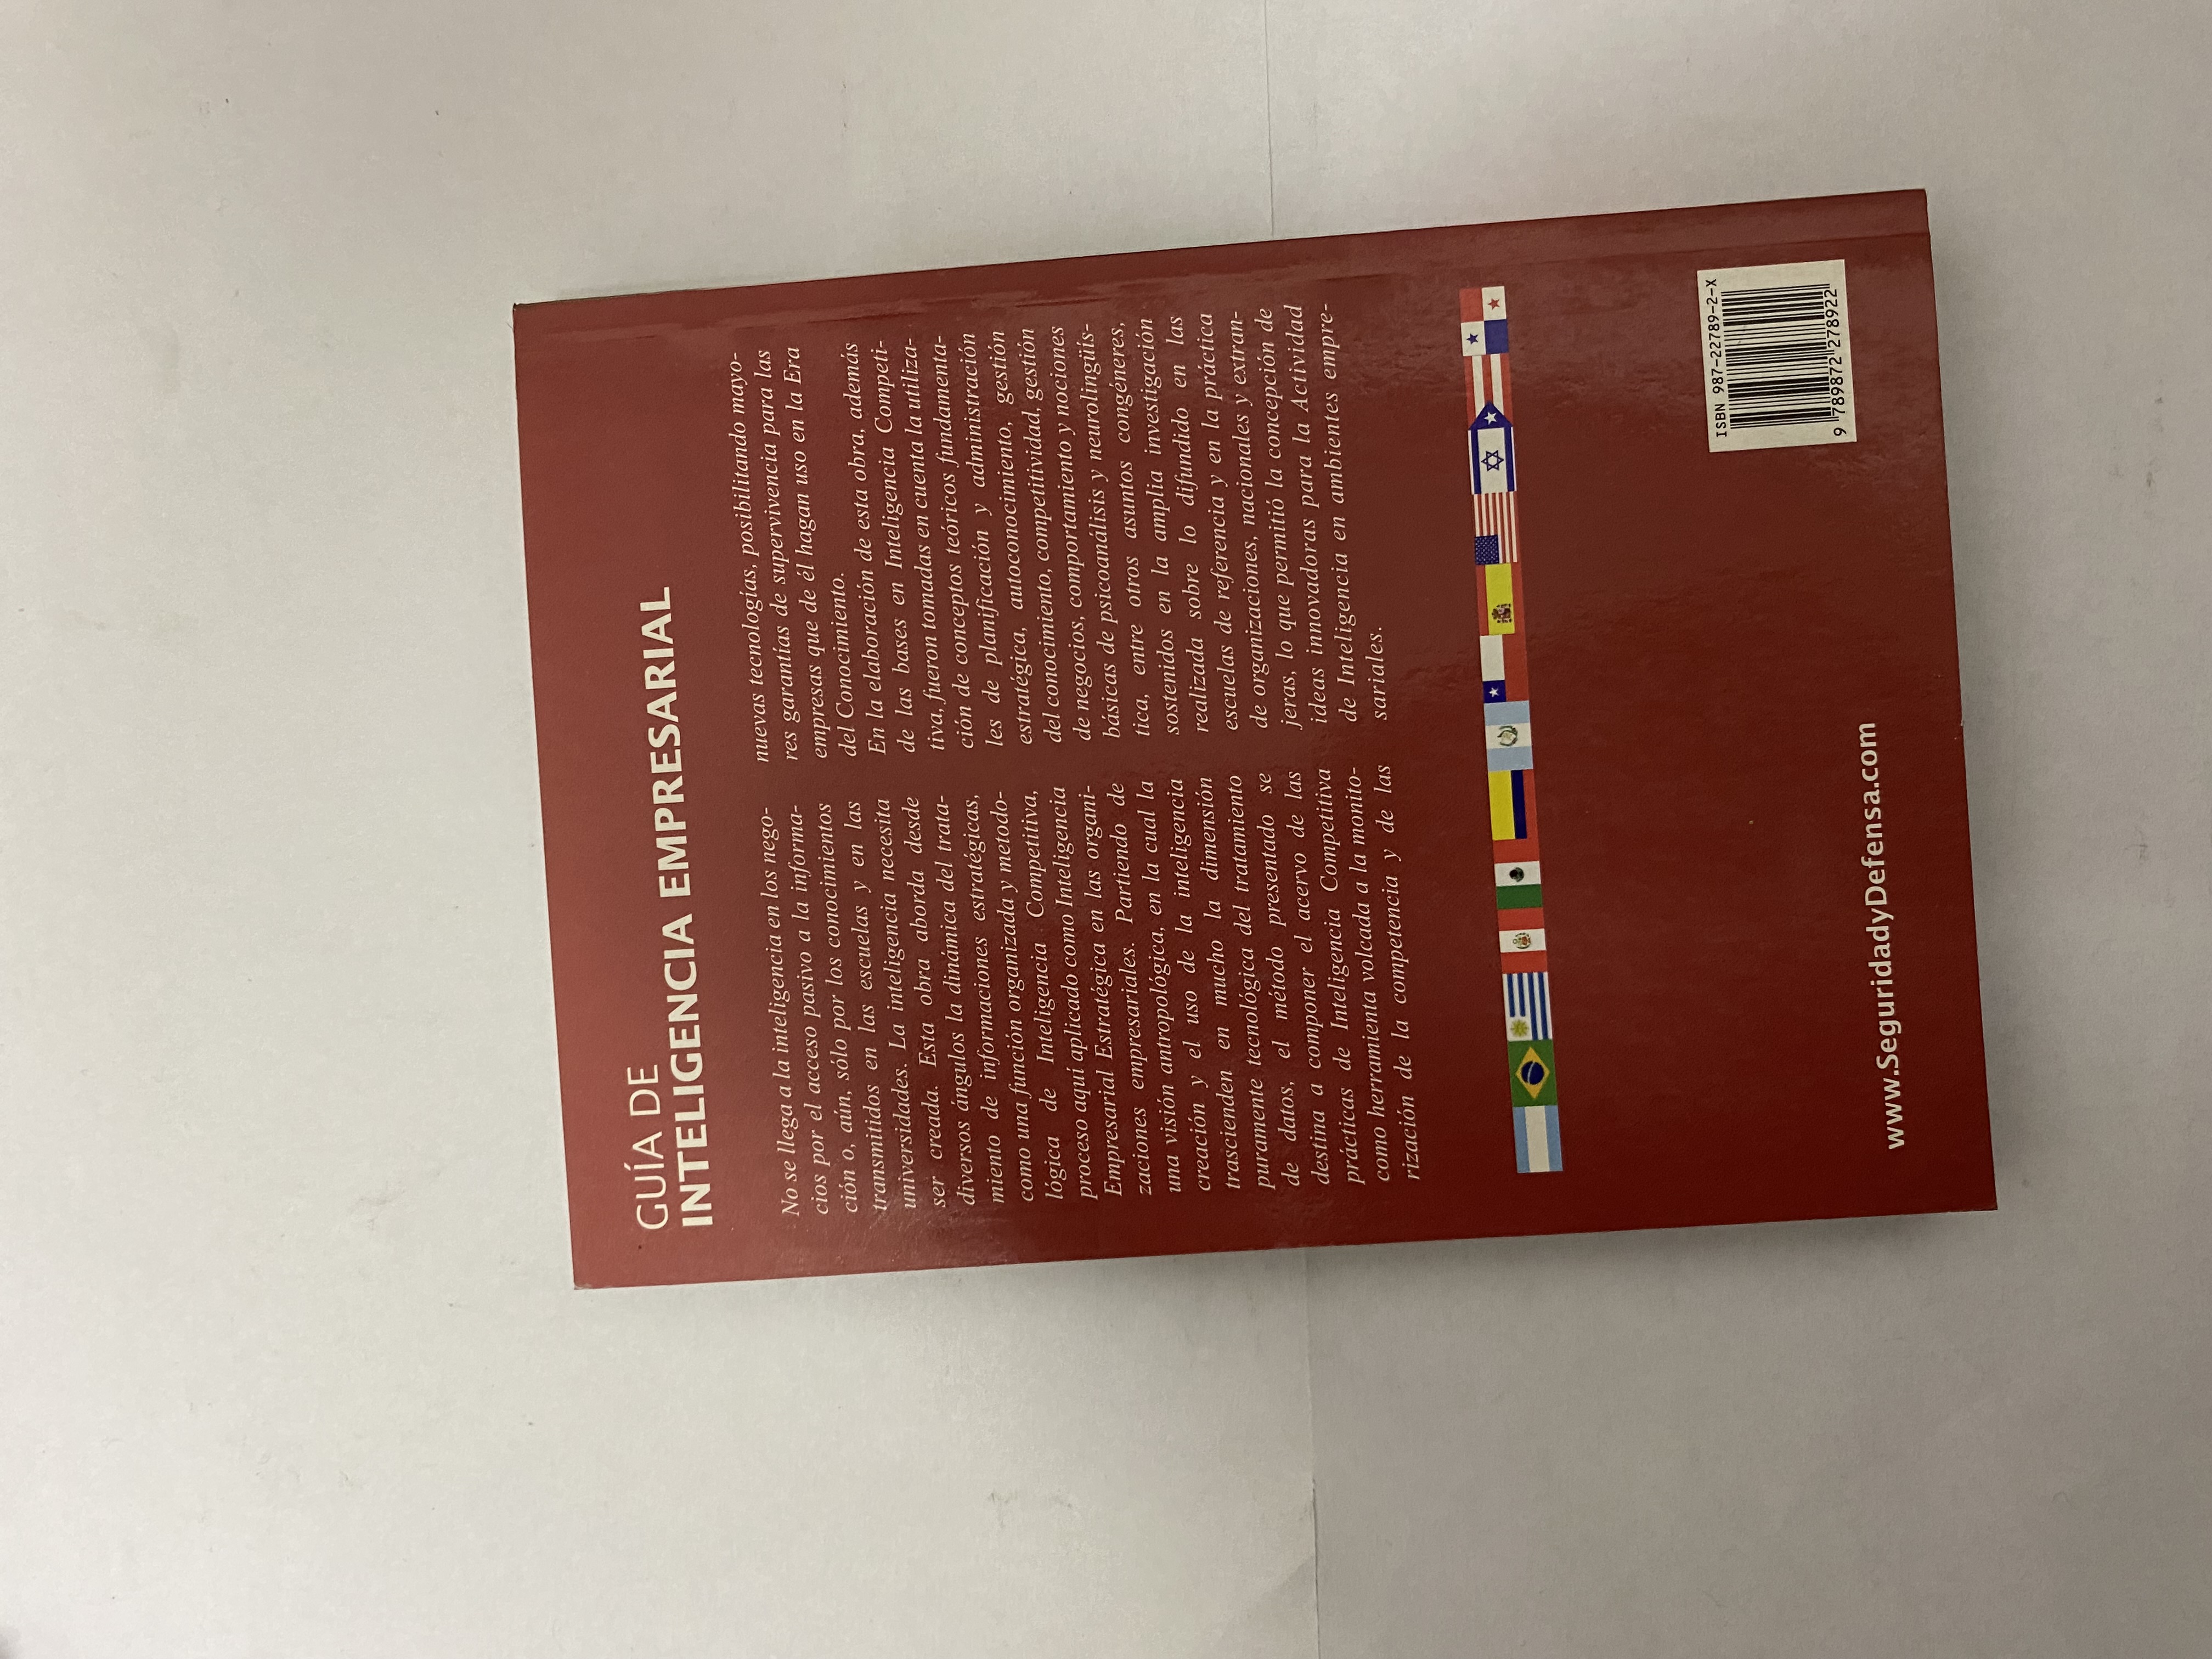 GUÍA DE
INTELIGENCIA EMPRESARIAL
No se llega a la inteligencia en los nego-
cios por el acceso pasivo a la informa-
ción o, aún, sólo por los conocimientos
transmitidos en las escuelas y en las
universidades. La inteligencia necesita
ser creada. Esta obra aborda desde
diversos ángulos la dinámica del trata-
miento de informaciones estratégicas,
como una función organizada y metodo-
lógica de Inteligencia Competitiva,
proceso aquí aplicado como Inteligencia
Empresarial Estratégica en las organi-
zaciones empresariales. Partiendo de
una visión antropológica, en la cual la
creación y el uso de la inteligencia
trascienden en mucho la dimensión
puramente tecnológica del tratamiento
de datos, el método presentado se
destina a componer el acervo de las
prácticas de Inteligencia Competitiva
como herramienta volcada a la monito-
rización de la competencia y de las
nuevas tecnologías, posibilitando mayo-
res garantías de supervivencia para las
empresas que de él hagan uso en la Era
del Conocimiento.
En la elaboración de esta obra, además
de las bases en Inteligencia Competi-
tiva, fueron tomadas en cuenta la utiliza-
ción de conceptos teóricos fundamenta-
les de planificación y administración
estratégica, autoconocimiento, gestión
del conocimiento, competitividad, gestión
de negocios, comportamiento y nociones
básicas de psicoanálisis y neurolingüís-
tica, entre otros asuntos congéneres,
sostenidos en la amplia investigación
realizada sobre lo difundido en las
escuelas de referencia y en la práctica
de organizaciones, nacionales y extran-
jeras, lo que permitió la concepción de
ideas innovadoras para la Actividad
de Inteligencia en ambientes empre-
sariales.
ISBN 987-22789-2-X
9 789872 278922
www.SeguridadyDefensa.com